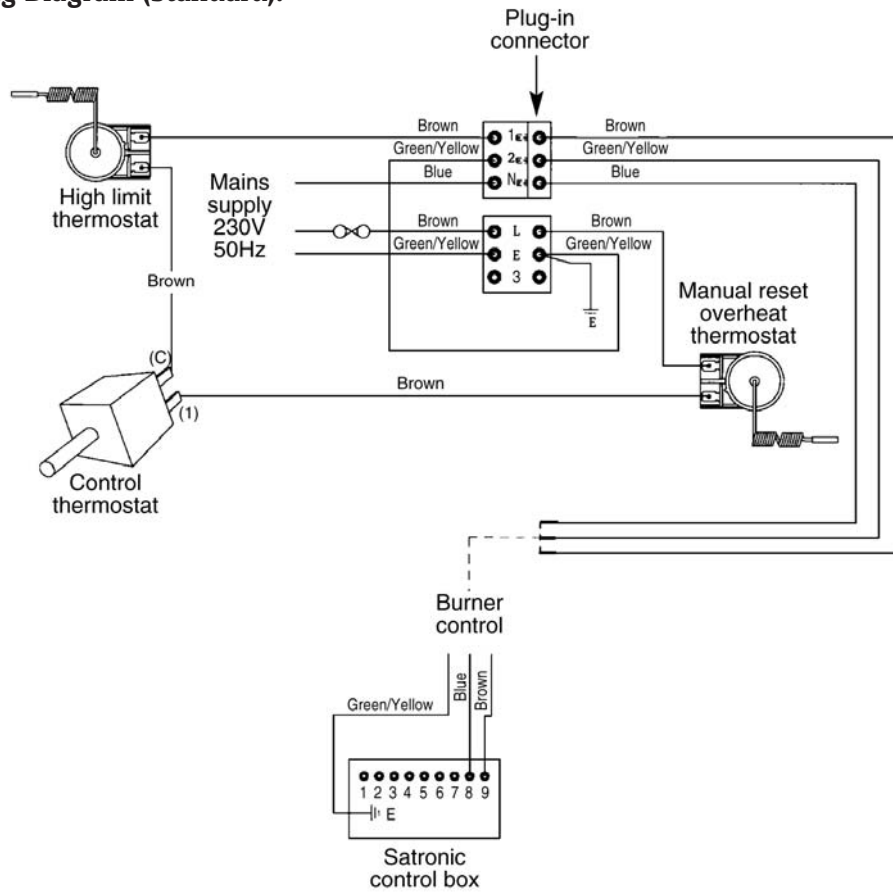 g Diagram (Standard).
Plug-in
connector
Brown
Green/Yellow
Blue
1
2
N
Brown
Green/Yellow
Blue
High limit
thermostat
Mains
supply
230V
50Hz
Brown
Green/Yellow
L
E
3
Brown
Green/Yellow
E
Brown
Manual reset
overheat
thermostat
(C)
(1)
Brown
Control
thermostat
Burner
control
Green/Yellow
Blue
Brown
1 2 3 4 5 6 7 8 9
E
Satronic
control box